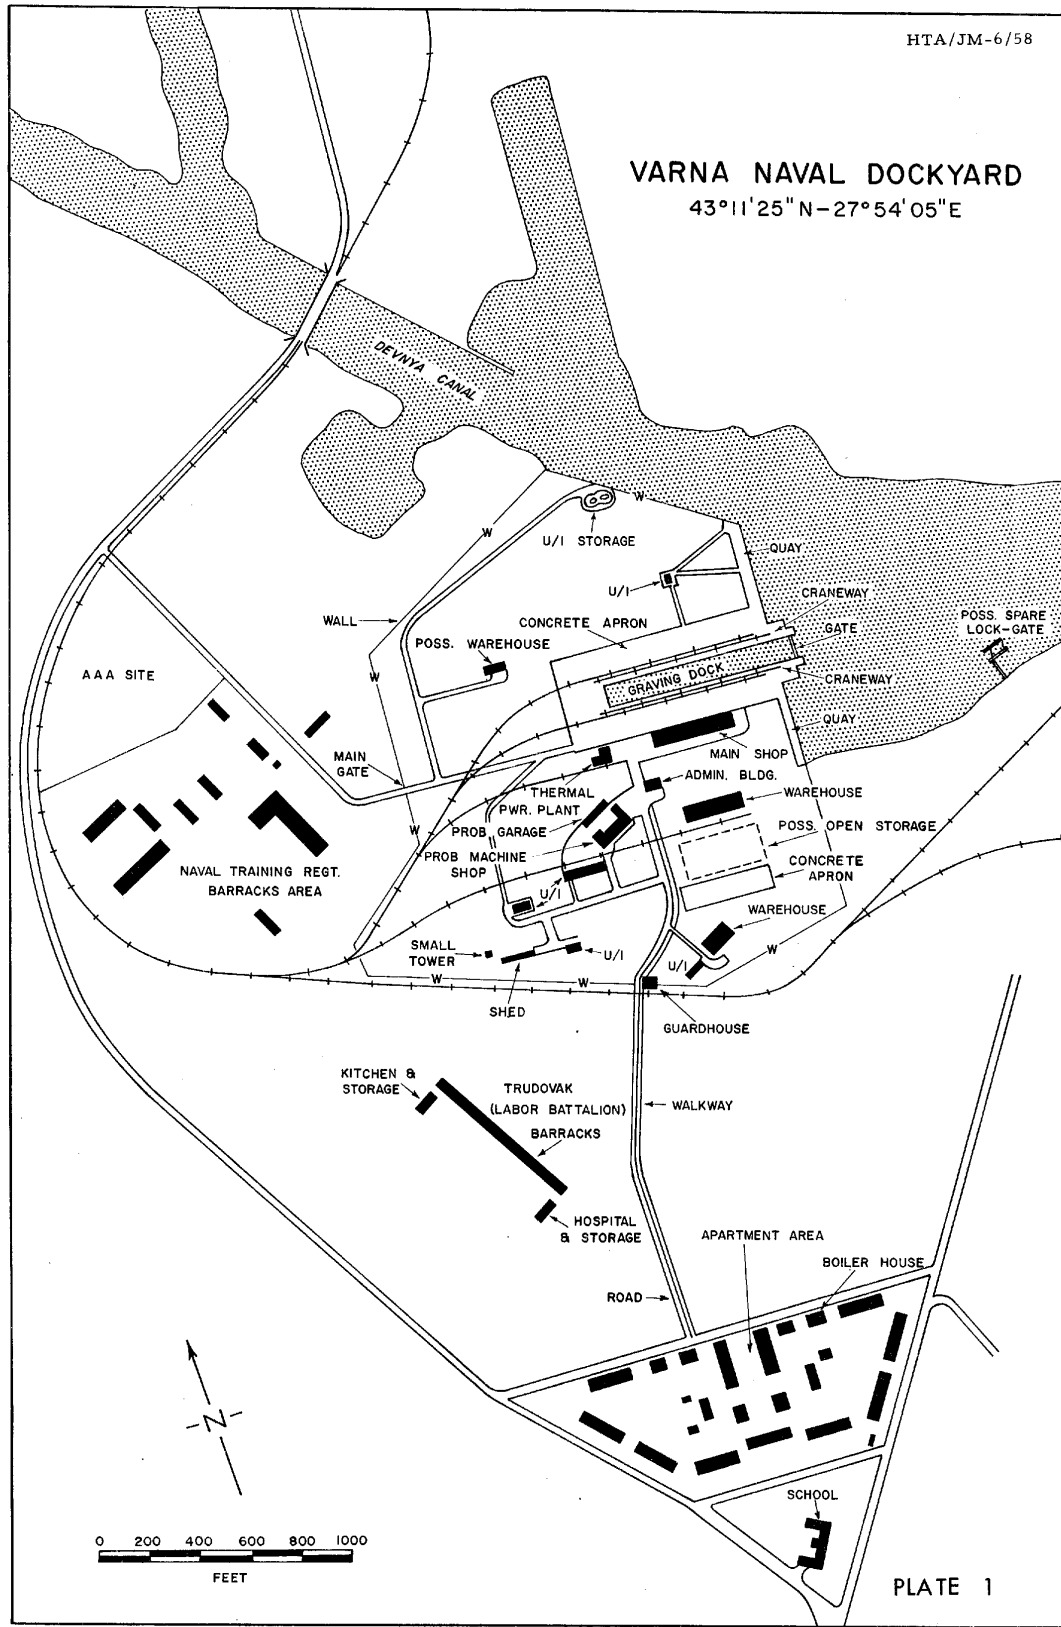 HTA/JM-6/58
VARNA NAVAL DOCKYARD
43°11'25"N-27°54'05"E
DEVNYA CANAL
W
W
U/I STORAGE
QUAY
U/I
CRANEWAY
WALL
CONCRETE APRON
GATE
POSS. SPARE
LOCK-GATE
POSS. WAREHOUSE
W
AAA SITE
GRAVING DOCK
CRANEWAY
QUAY
MAIN
GATE
MAIN SHOP
THERMAL
PWR. PLANT
ADMIN. BLDG.
WAREHOUSE
W
PROB GARAGE
POSS. OPEN STORAGE
PROB MACHINE
SHOP
CONCRETE
APRON
NAVAL TRAINING REGT.
BARRACKS AREA
U/I
WAREHOUSE
SMALL
TOWER
U/I
U/I
W
W
W
SHED
GUARDHOUSE
KITCHEN &
STORAGE
TRUDOVAK
(LABOR BATTALION)
BARRACKS
WALKWAY
HOSPITAL
& STORAGE
APARTMENT AREA
BOILER HOUSE
ROAD
N
SCHOOL
0 200 400 600 800 1000
FEET
PLATE 1